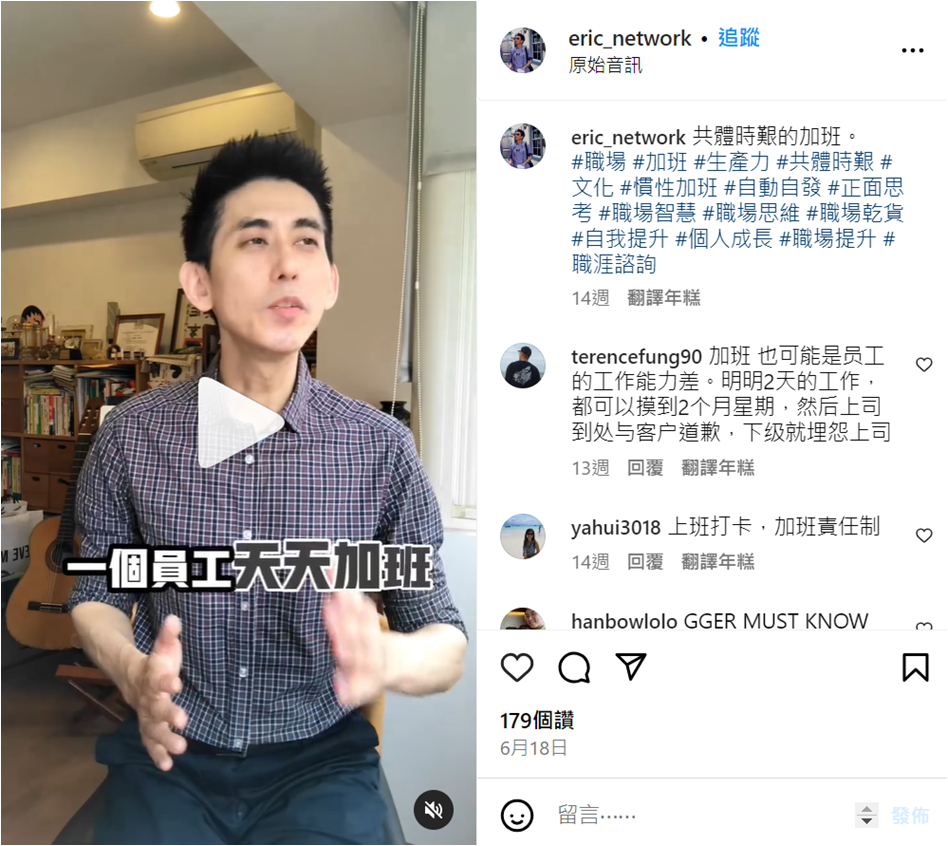 一個員工天天加班
EVE N
eric_network • 追蹤
原始音訊
eric_network 共體時艱的加班。
#職場 #加班 #生產力 #共體時艱 #
文化 #慣性加班 #自動自發 #正面思
考 #職場智慧 #職場思維 #職場乾貨
#自我提升 #個人成長 #職場提升 #
職涯諮詢
14週 翻譯年糕
terencefung90 加班 也可能是员工
的工作能力差。明明2天的工作，
都可以摸到2个月星期，然后上司
到处与客户道歉，下级就埋怨上司
13週 回覆 翻譯年糕
yahui3018 上班打卡，加班責任制
14週 回覆 翻譯年糕
hanbowlolo GGER MUST KNOW
179個讚
6月18日
留言……
發佈